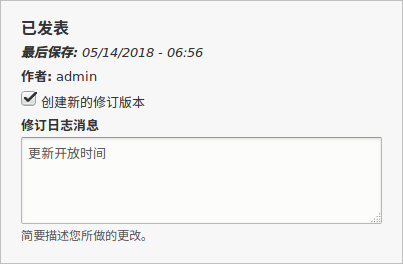 已发表
最后保存: 05/14/2018 - 06:56
作者: admin
创建新的修订版本
修订日志消息
更新开放时间
简要描述您所做的更改。